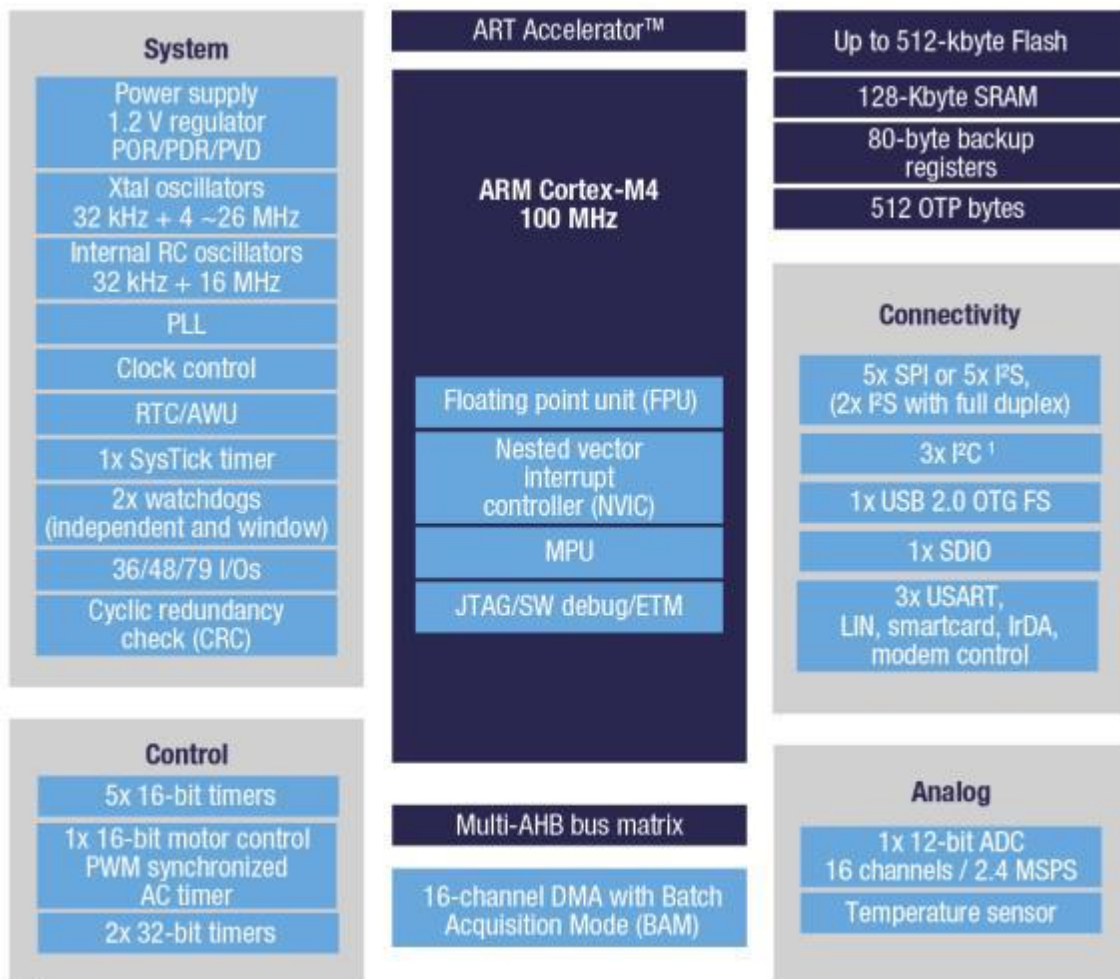 System
Power supply
1.2 V regulator
POR/PDR/PVD
Xtal oscillators
32 kHz + 4 ~26 MHz
Internal RC oscillators
32 kHz + 16 MHz
PLL
Clock control
RTC/AWU
1x SysTick timer
2x watchdogs
(independent and window)
36/48/79 I/Os
Cyclic redundancy
check (CRC)
Control
5x 16-bit timers
1x 16-bit motor control
PWM synchronized
AC timer
2x 32-bit timers
ART Accelerator™
ARM Cortex-M4
100 MHz
Floating point unit (FPU)
Nested vector
interrupt
controller (NVIC)
MPU
JTAG/SW debug/ETM
Multi-AHB bus matrix
16-channel DMA with Batch
Acquisition Mode (BAM)
Up to 512-kbyte Flash
128-Kbyte SRAM
80-byte backup
registers
512 OTP bytes
Connectivity
5x SPI or 5x I²S,
(2x I²S with full duplex)
3x I²C ¹
1x USB 2.0 OTG FS
1x SDIO
3x USART,
LIN, smartcard, IrDA,
modem control
Analog
1x 12-bit ADC
16 channels / 2.4 MSPS
Temperature sensor